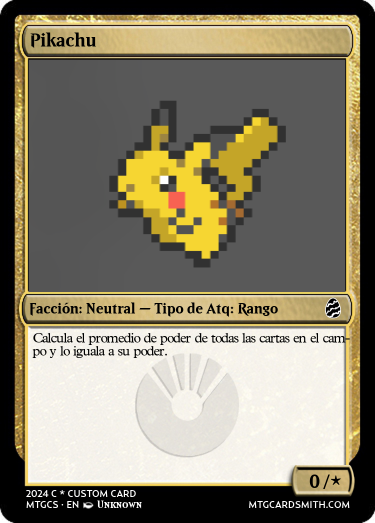 Pikachu
Facción: Neutral — Tipo de Atq: Rango
Calcula el promedio de poder de todas las cartas en el cam-
po y lo iguala a su poder.
0/★
2024 C * CUSTOM CARD
MTGCS · EN Unknown MTGCARDSMITH.COM